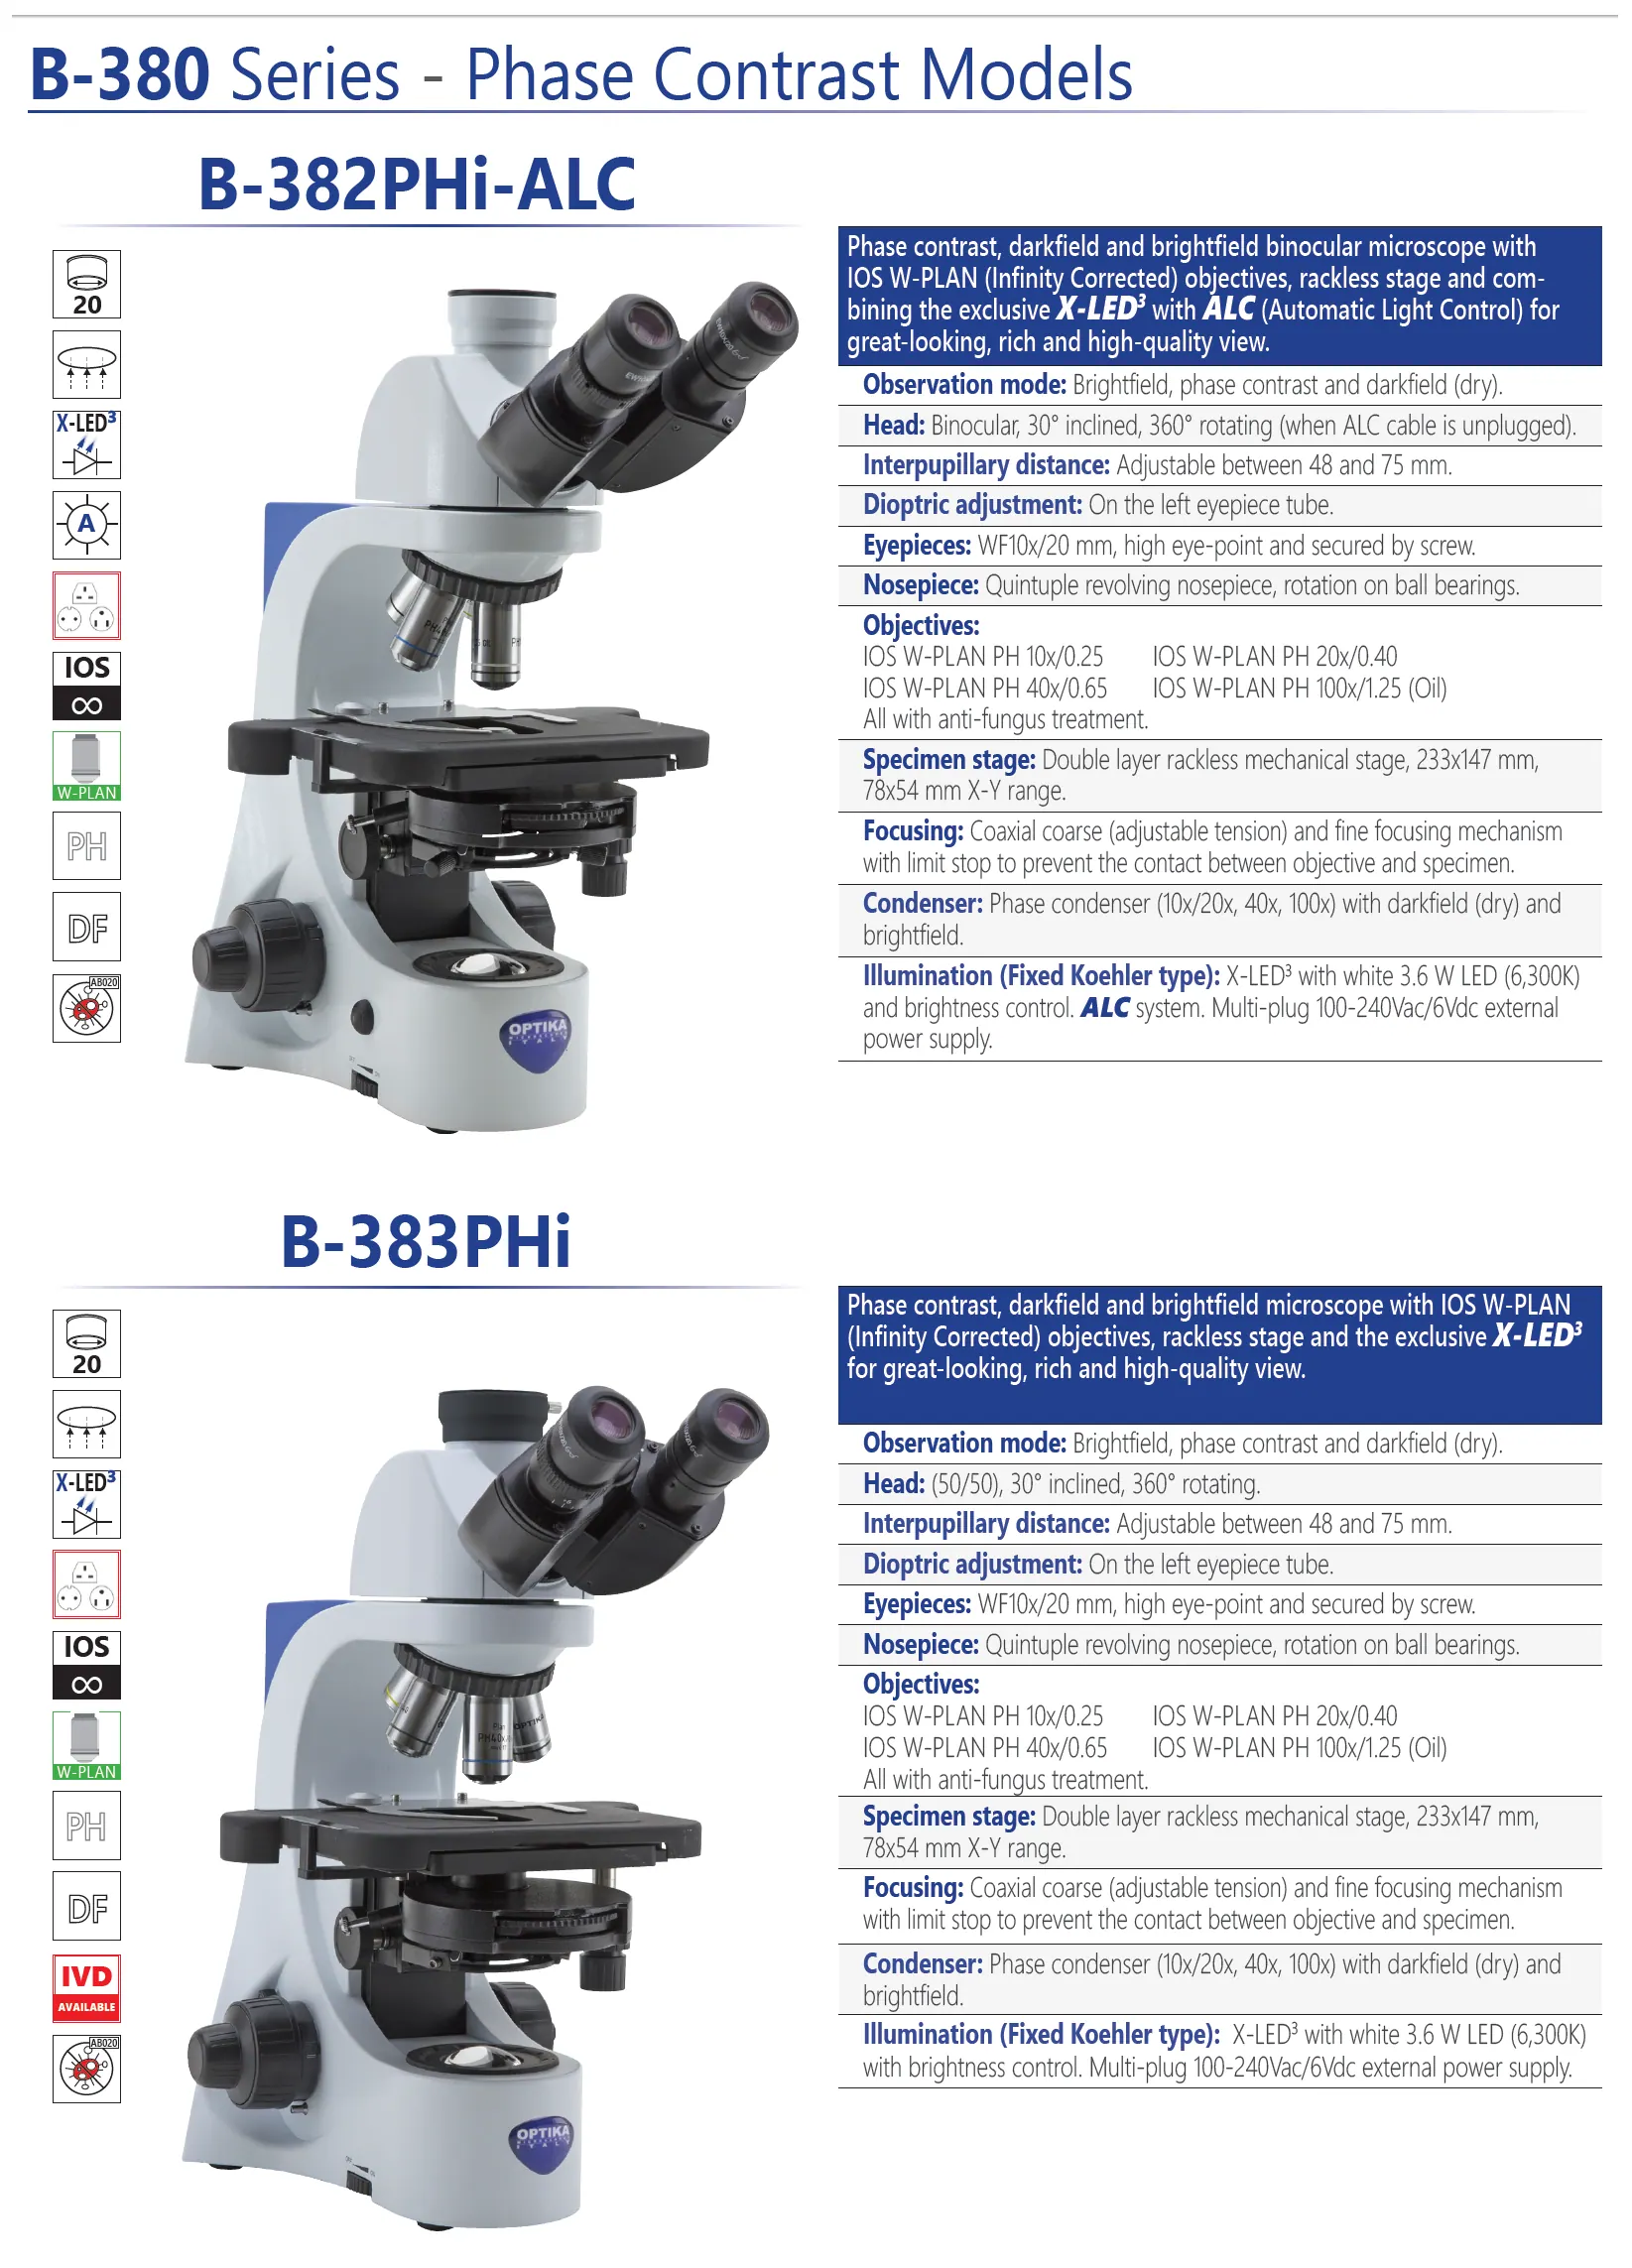 B-380 Series - Phase Contrast Models
B-382PHi-ALC
20
X-LED³
A
IOS
∞
W-PLAN
PH
DF
AB020
OPTIKA
MICROSCOPES
ITALY
Phase contrast, darkfield and brightfield binocular microscope with
IOS W-PLAN (Infinity Corrected) objectives, rackless stage and com-
bining the exclusive X-LED³ with ALC (Automatic Light Control) for
great-looking, rich and high-quality view.
Observation mode: Brightfield, phase contrast and darkfield (dry).
Head: Binocular, 30° inclined, 360° rotating (when ALC cable is unplugged).
Interpupillary distance: Adjustable between 48 and 75 mm.
Dioptric adjustment: On the left eyepiece tube.
Eyepieces: WF10x/20 mm, high eye-point and secured by screw.
Nosepiece: Quintuple revolving nosepiece, rotation on ball bearings.
Objectives:
IOS W-PLAN PH 10x/0.25 IOS W-PLAN PH 20x/0.40
IOS W-PLAN PH 40x/0.65 IOS W-PLAN PH 100x/1.25 (Oil)
All with anti-fungus treatment.
Specimen stage: Double layer rackless mechanical stage, 233x147 mm,
78x54 mm X-Y range.
Focusing: Coaxial coarse (adjustable tension) and fine focusing mechanism
with limit stop to prevent the contact between objective and specimen.
Condenser: Phase condenser (10x/20x, 40x, 100x) with darkfield (dry) and
brightfield.
Illumination (Fixed Koehler type): X-LED³ with white 3.6 W LED (6,300K)
and brightness control. ALC system. Multi-plug 100-240Vac/6Vdc external
power supply.
B-383PHi
20
X-LED³
IOS
∞
W-PLAN
PH
DF
IVD
AVAILABLE
AB020
PH40x
OPTIKA
OPTIKA
MICROSCOPES
ITALY
Phase contrast, darkfield and brightfield microscope with IOS W-PLAN
(Infinity Corrected) objectives, rackless stage and the exclusive X-LED³
for great-looking, rich and high-quality view.
Observation mode: Brightfield, phase contrast and darkfield (dry).
Head: (50/50), 30° inclined, 360° rotating.
Interpupillary distance: Adjustable between 48 and 75 mm.
Dioptric adjustment: On the left eyepiece tube.
Eyepieces: WF10x/20 mm, high eye-point and secured by screw.
Nosepiece: Quintuple revolving nosepiece, rotation on ball bearings.
Objectives:
IOS W-PLAN PH 10x/0.25 IOS W-PLAN PH 20x/0.40
IOS W-PLAN PH 40x/0.65 IOS W-PLAN PH 100x/1.25 (Oil)
All with anti-fungus treatment.
Specimen stage: Double layer rackless mechanical stage, 233x147 mm,
78x54 mm X-Y range.
Focusing: Coaxial coarse (adjustable tension) and fine focusing mechanism
with limit stop to prevent the contact between objective and specimen.
Condenser: Phase condenser (10x/20x, 40x, 100x) with darkfield (dry) and
brightfield.
Illumination (Fixed Koehler type): X-LED³ with white 3.6 W LED (6,300K)
with brightness control. Multi-plug 100-240Vac/6Vdc external power supply.